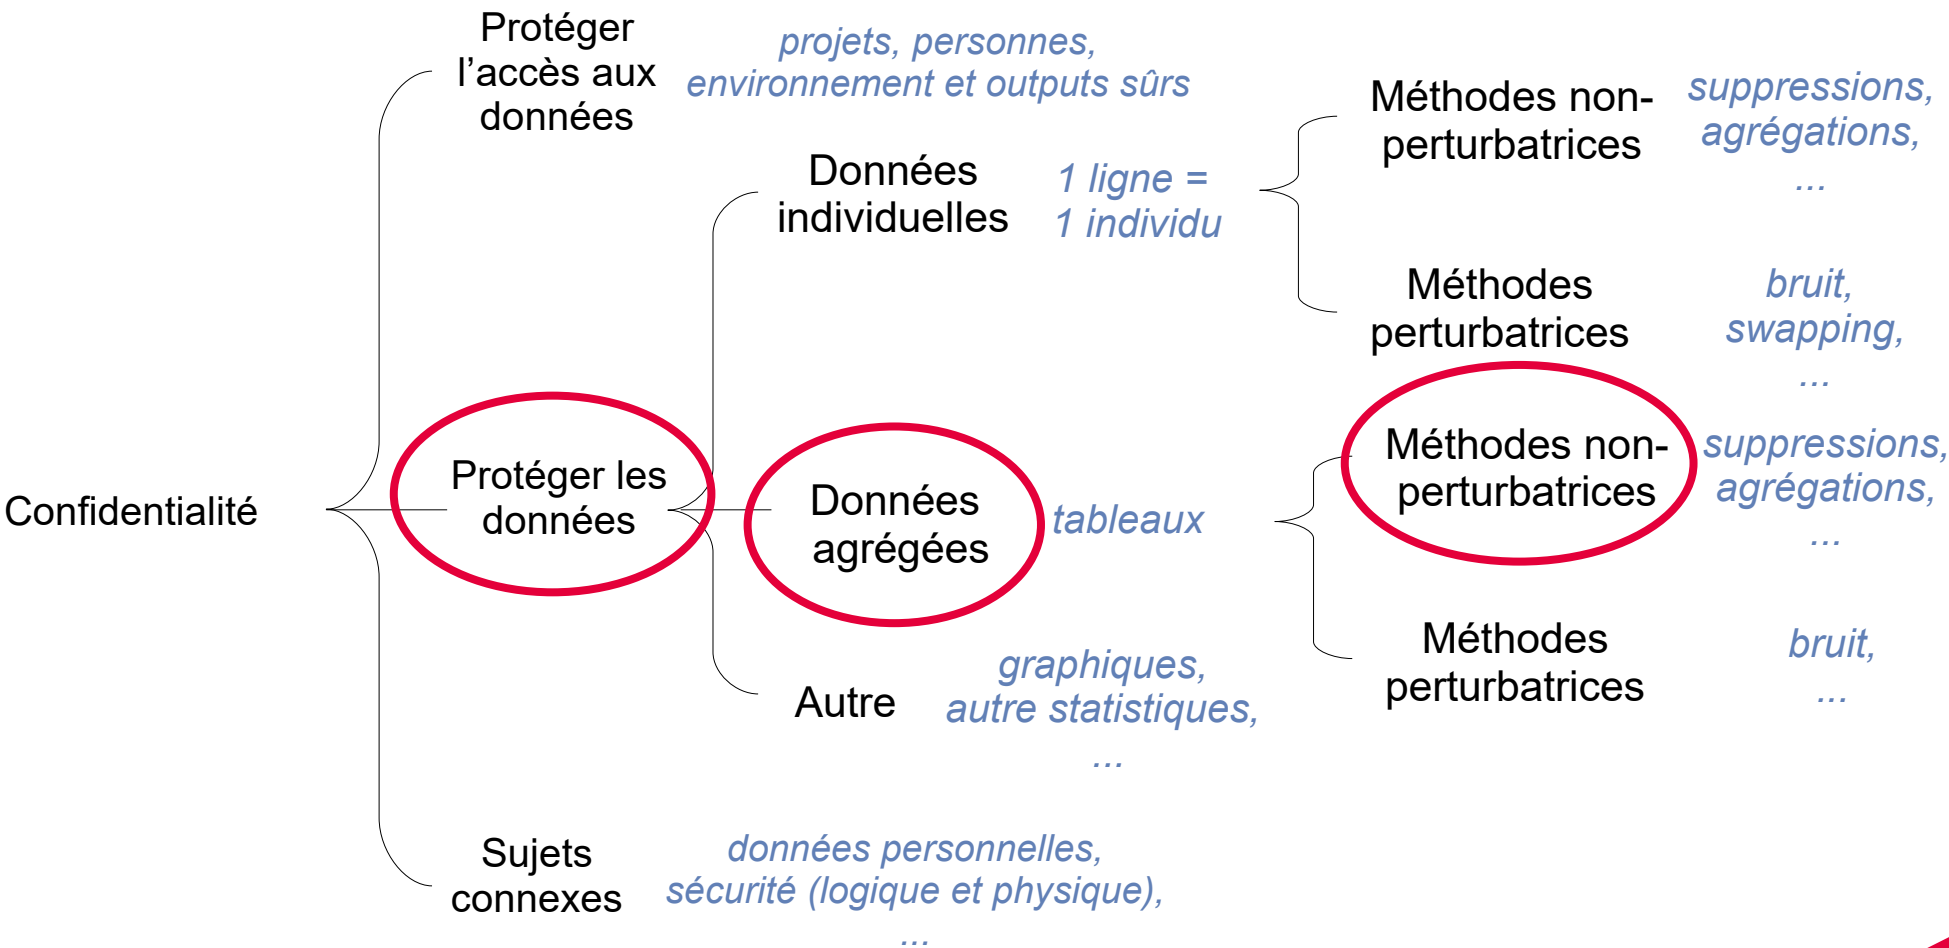 Protéger
l’accès aux
données
projets, personnes,
environnement et outputs sûrs
Données
individuelles
1 ligne =
1 individu
Méthodes non-
perturbatrices
suppressions,
agrégations,
...
Méthodes
perturbatrices
bruit,
swapping,
...
Confidentialité
Protéger les
données
Données
agrégées
tableaux
Méthodes non-
perturbatrices
suppressions,
agrégations,
...
Méthodes
perturbatrices
bruit,
...
Autre
graphiques,
autre statistiques,
...
Sujets
connexes
données personnelles,
sécurité (logique et physique),
...